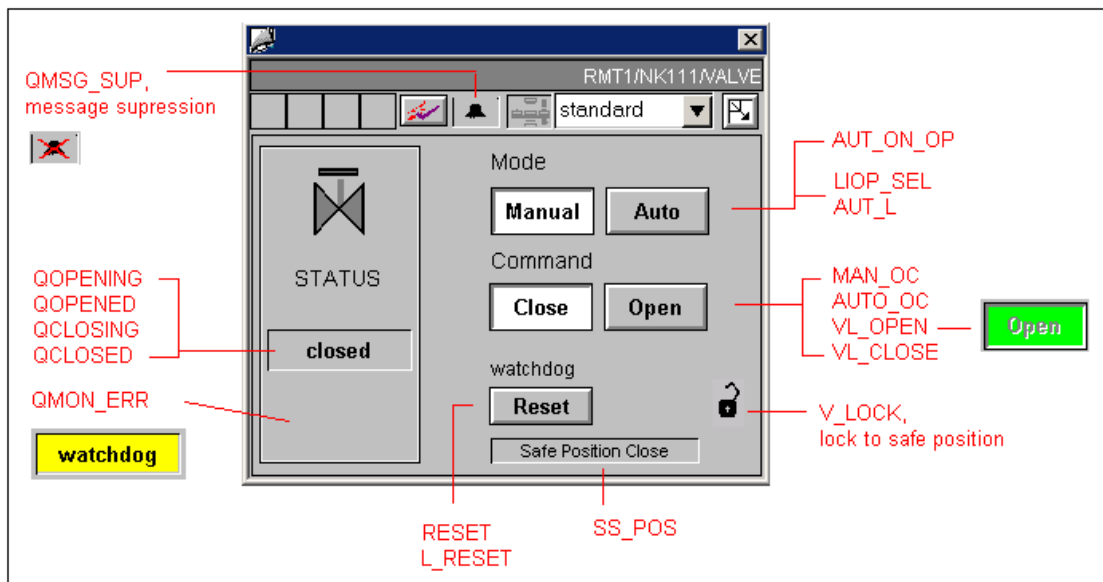 QMSG_SUP,
message supression
RMT1/NK111/VALVE
standard
Mode
Manual Auto
AUT_ON_OP
LIOP_SEL
AUT_L
STATUS
Command
Close Open
QOPENING
QOPENED
QCLOSING
QCLOSED
closed
MAN_OC
AUTO_OC
VL_OPEN
VL_CLOSE
Open
QMON_ERR
watchdog
watchdog
Reset
Safe Position Close
V_LOCK,
lock to safe position
RESET
L_RESET
SS_POS